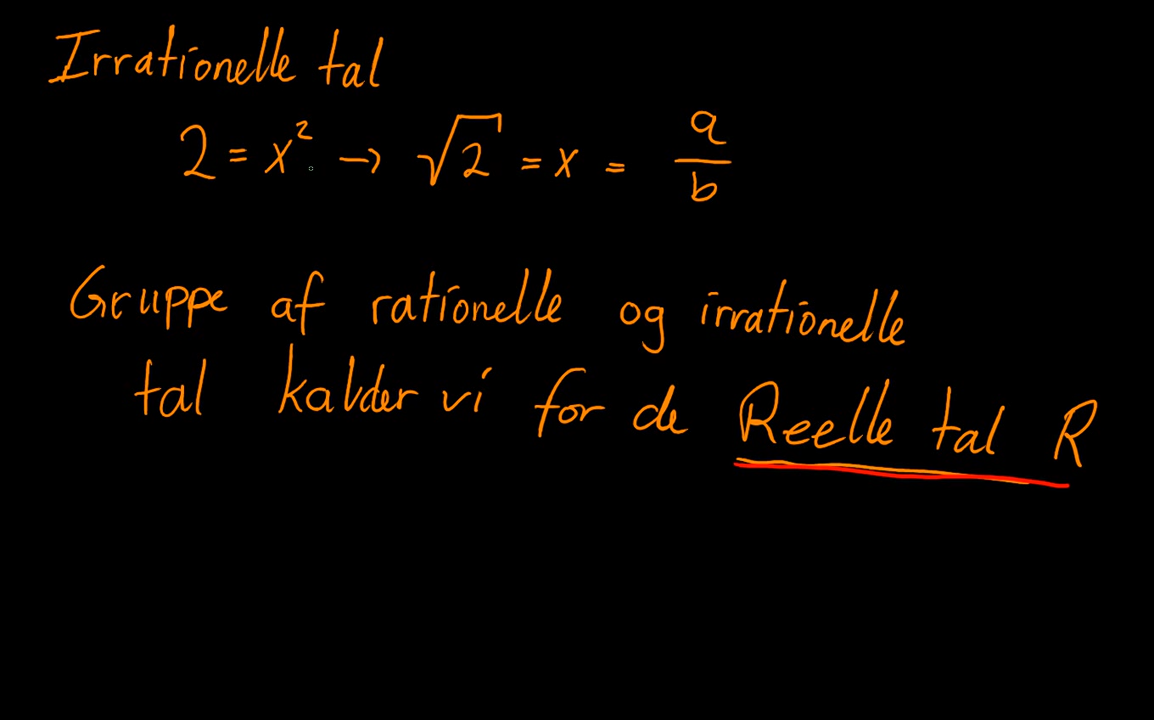 Irrationelle tal
2 = x² → √2 = x = a/b
Gruppe af rationelle og irrationelle
tal kalder vi for de Reelle tal R